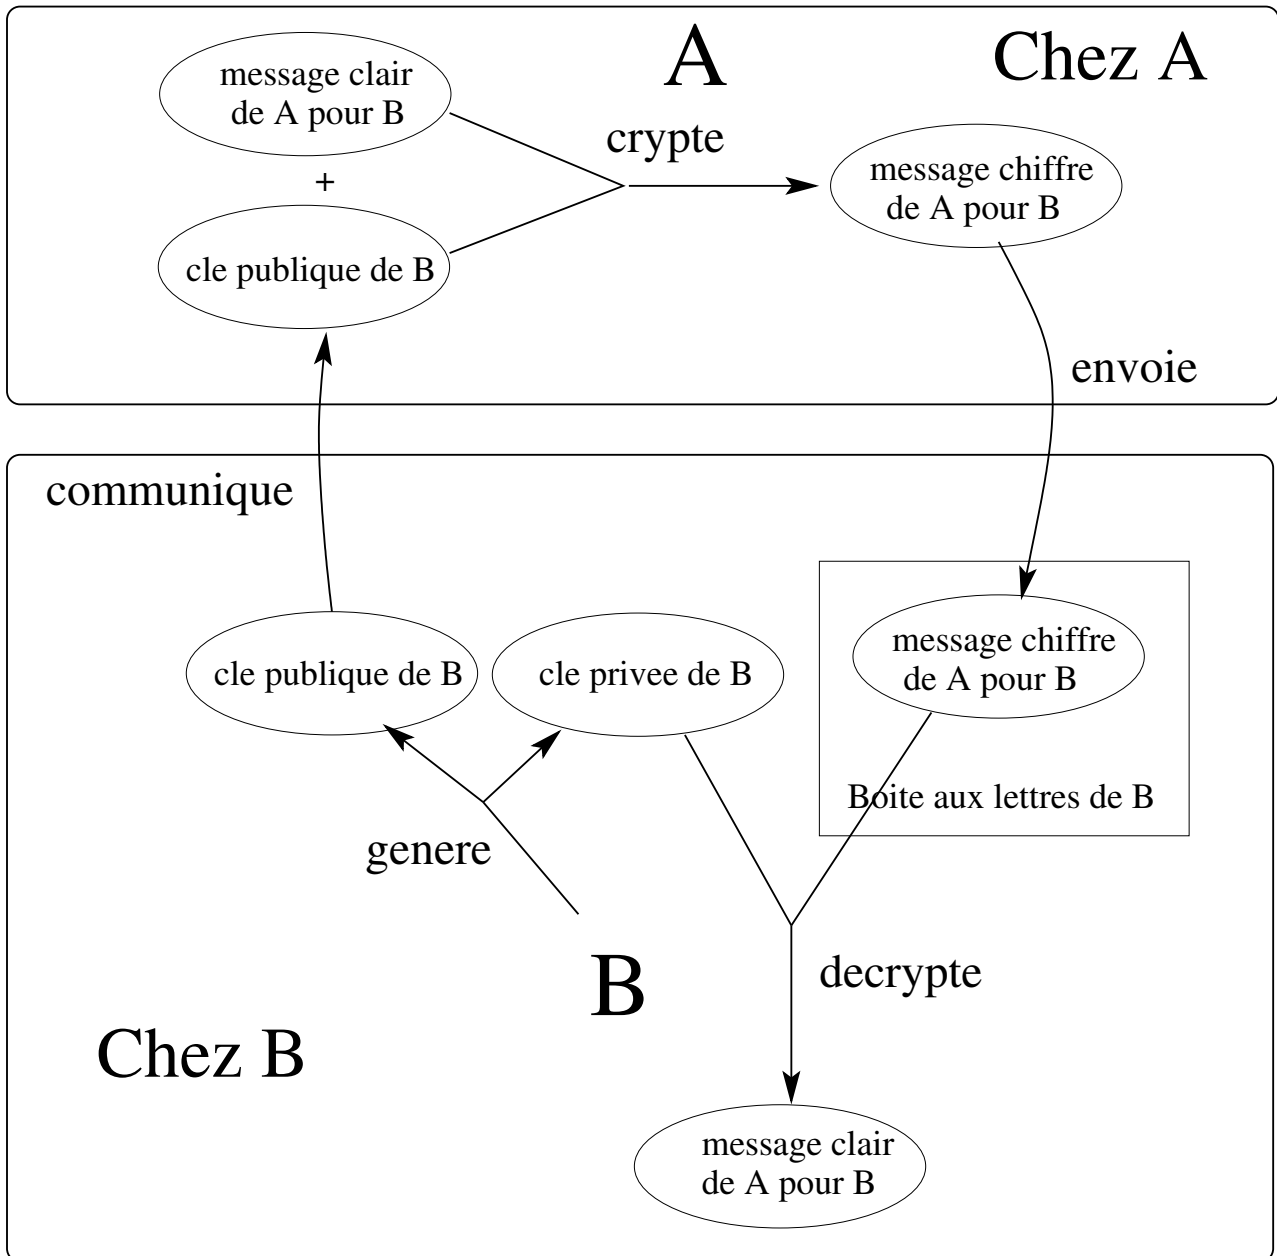 A
Chez A
message clair
de A pour B
+
cle publique de B
crypte
message chiffre
de A pour B
envoie
communique
cle publique de B
cle privee de B
message chiffre
de A pour B
Boite aux lettres de B
genere
B
decrypte
Chez B
message clair
de A pour B